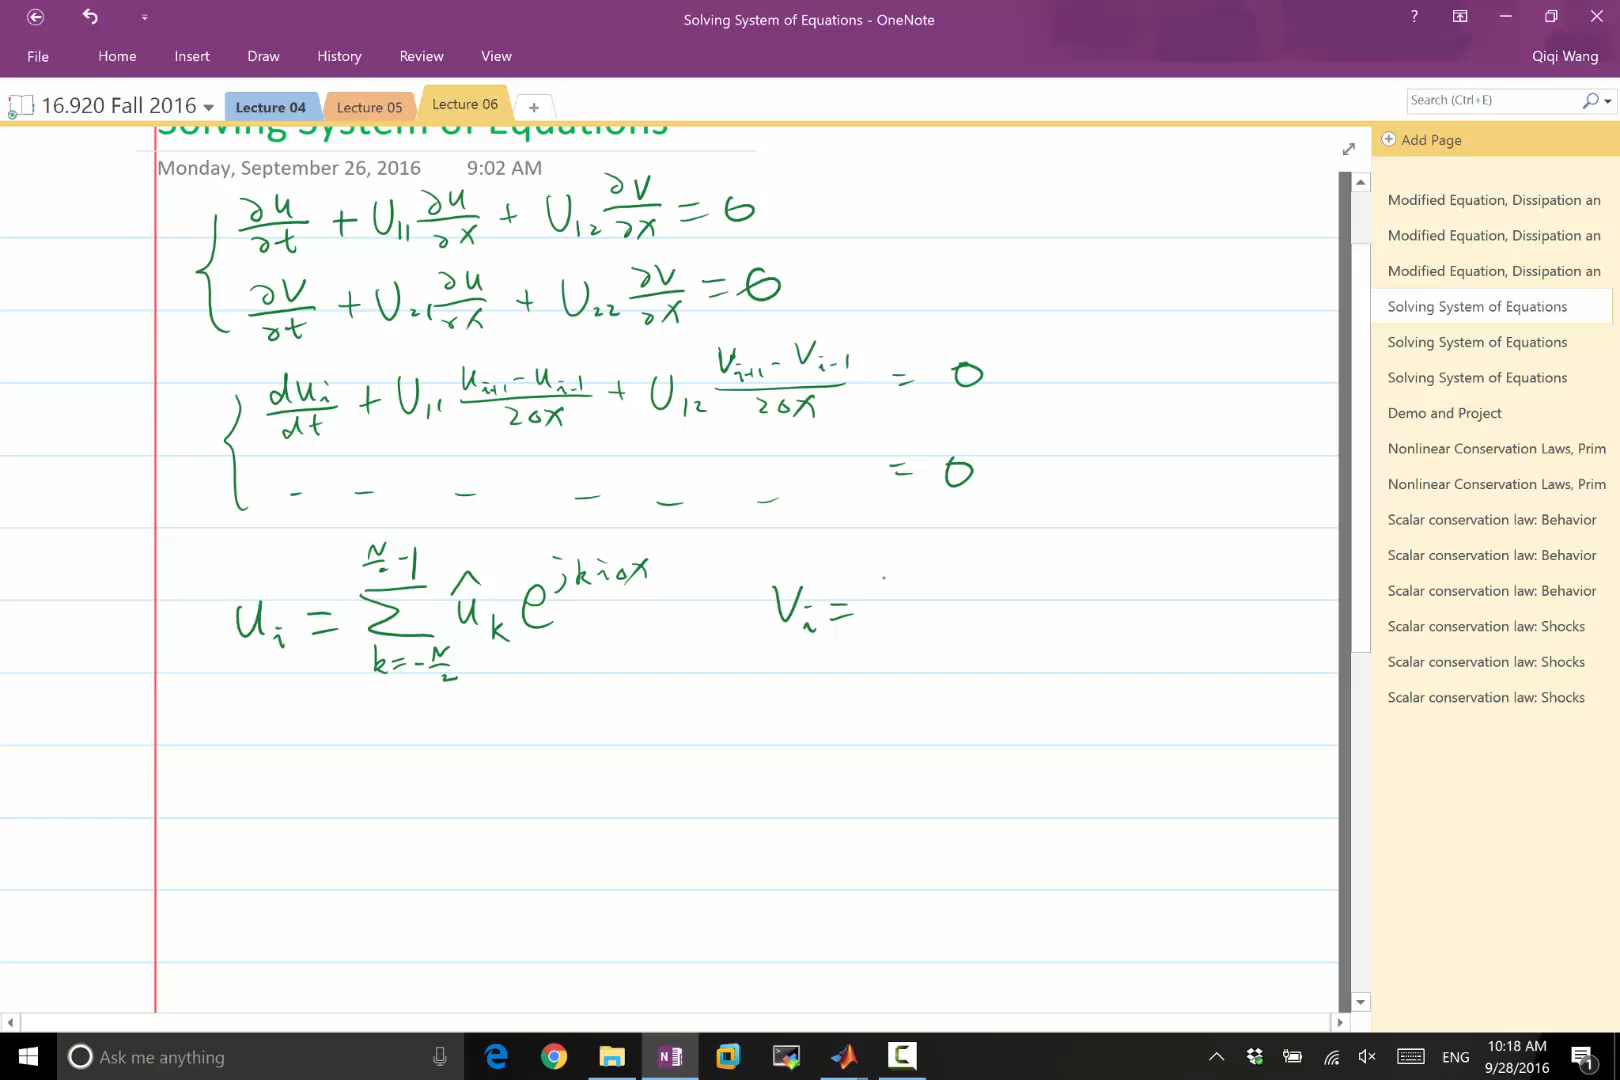 Solving System of Equations - OneNote
?
File Home Insert Draw History Review View
Qiqi Wang
16.920 Fall 2016 Lecture 04 Lecture 05 Lecture 06 +
Search (Ctrl+E)
Solving System of Equations
Monday, September 26, 2016 9:02 AM
∂u/∂t + U₁₁ ∂u/∂x + U₁₂ ∂v/∂x = 0
∂v/∂t + U₂₁ ∂u/∂x + U₂₂ ∂v/∂x = 0
duᵢ/dt + U₁₁ (uᵢ₊₁ - uᵢ₋₁)/2Δx + U₁₂ (vᵢ₊₁ - vᵢ₋₁)/2Δx = 0
- - - - - - = 0
uᵢ = Σ_{k=-N/2}^{N/2-1} û_k e^{jkiΔx} vᵢ =
Add Page
Modified Equation, Dissipation an
Modified Equation, Dissipation an
Modified Equation, Dissipation an
Solving System of Equations
Solving System of Equations
Solving System of Equations
Demo and Project
Nonlinear Conservation Laws, Prim
Nonlinear Conservation Laws, Prim
Scalar conservation law: Behavior
Scalar conservation law: Behavior
Scalar conservation law: Behavior
Scalar conservation law: Shocks
Scalar conservation law: Shocks
Scalar conservation law: Shocks
Ask me anything
ENG
10:18 AM
9/28/2016
1